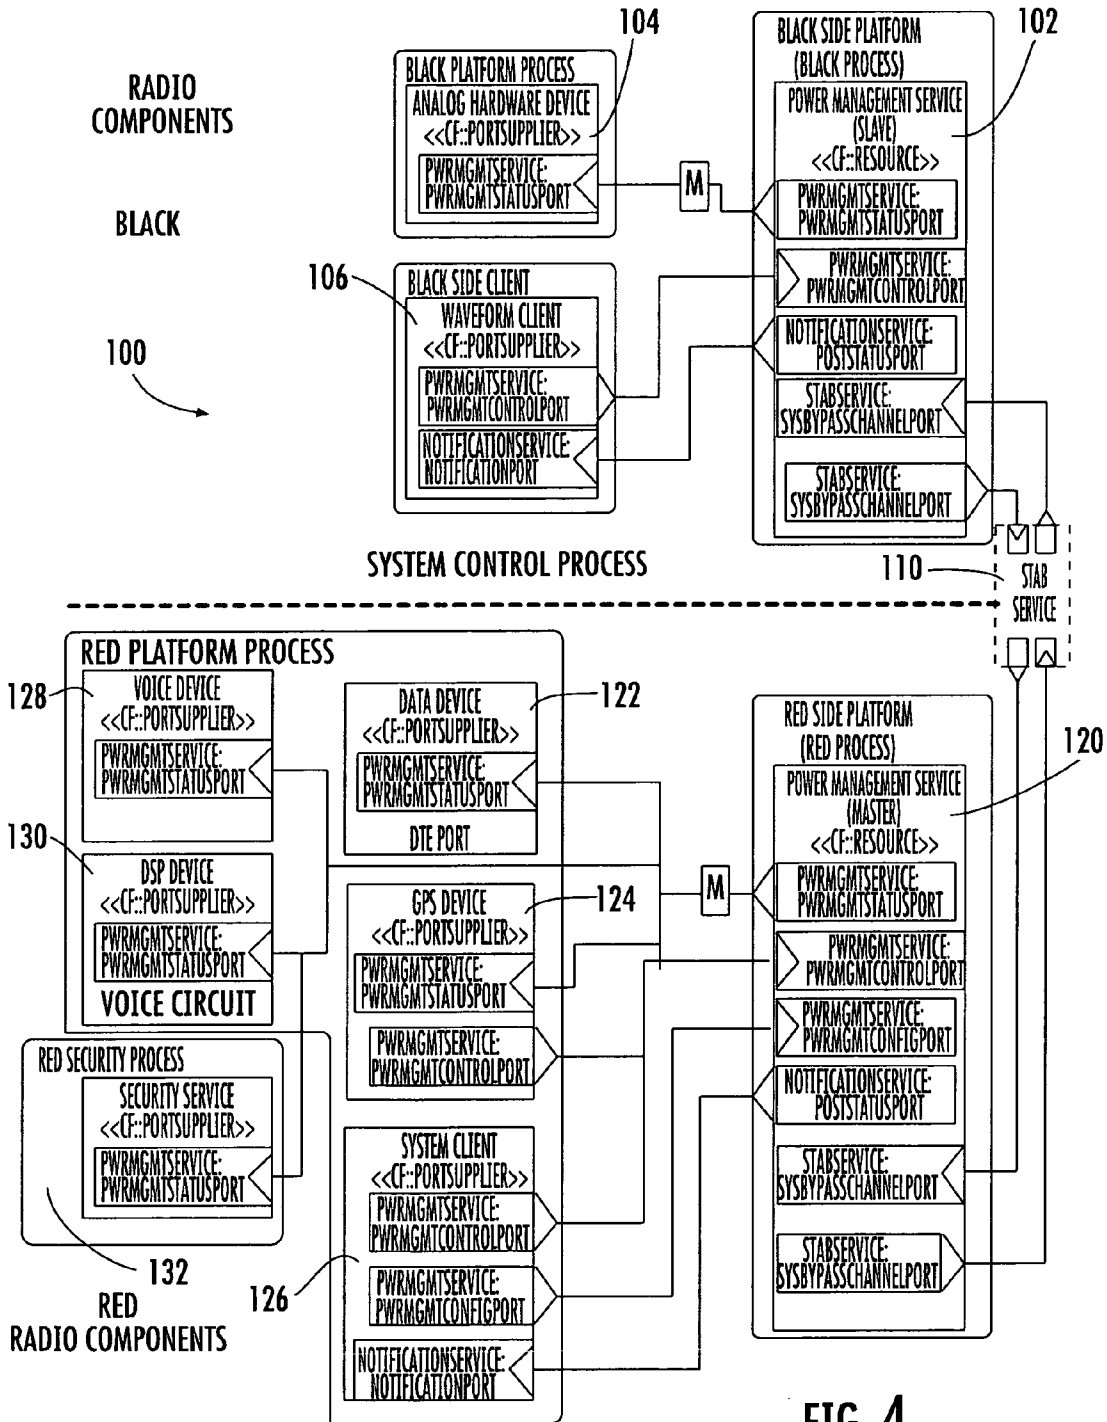 RADIO
COMPONENTS
BLACK
100
104
BLACK PLATFORM PROCESS
ANALOG HARDWARE DEVICE
<<CF::PORTSUPPLIER>>
PWRMGMTSERVICE:
PWRMGMTSTATUSPORT
M
106
BLACK SIDE CLIENT
WAVEFORM CLIENT
<<CF::PORTSUPPLIER>>
PWRMGMTSERVICE:
PWRMGMTCONTROLPORT
NOTIFICATIONSERVICE:
NOTIFICATIONPORT
102
BLACK SIDE PLATFORM
(BLACK PROCESS)
POWER MANAGEMENT SERVICE
(SLAVE)
<<CF::RESOURCE>>
PWRMGMTSERVICE:
PWRMGMTSTATUSPORT
PWRMGMTSERVICE:
PWRMGMTCONTROLPORT
NOTIFICATIONSERVICE:
POSTSTATUSPORT
STABSERVICE:
SYSBYPASSCHANNELPORT
STABSERVICE:
SYSBYPASSCHANNELPORT
SYSTEM CONTROL PROCESS
110
STAB
SERVICE
RED PLATFORM PROCESS
128
VOICE DEVICE
<<CF::PORTSUPPLIER>>
PWRMGMTSERVICE:
PWRMGMTSTATUSPORT
130
DSP DEVICE
<<CF::PORTSUPPLIER>>
PWRMGMTSERVICE:
PWRMGMTSTATUSPORT
VOICE CIRCUIT
RED SECURITY PROCESS
SECURITY SERVICE
<<CF::PORTSUPPLIER>>
PWRMGMTSERVICE:
PWRMGMTSTATUSPORT
132
RED
RADIO COMPONENTS
122
DATA DEVICE
<<CF::PORTSUPPLIER>>
PWRMGMTSERVICE:
PWRMGMTSTATUSPORT
DTE PORT
124
GPS DEVICE
<<CF::PORTSUPPLIER>>
PWRMGMTSERVICE:
PWRMGMTSTATUSPORT
PWRMGMTSERVICE:
PWRMGMTCONTROLPORT
126
SYSTEM CLIENT
<<CF::PORTSUPPLIER>>
PWRMGMTSERVICE:
PWRMGMTCONTROLPORT
PWRMGMTSERVICE:
PWRMGMTCONFIGPORT
NOTIFICATIONSERVICE:
NOTIFICATIONPORT
M
120
RED SIDE PLATFORM
(RED PROCESS)
POWER MANAGEMENT SERVICE
(MASTER)
<<CF::RESOURCE>>
PWRMGMTSERVICE:
PWRMGMTSTATUSPORT
PWRMGMTSERVICE:
PWRMGMTCONTROLPORT
PWRMGMTSERVICE:
PWRMGMTCONFIGPORT
NOTIFICATIONSERVICE:
POSTSTATUSPORT
STABSERVICE:
SYSBYPASSCHANNELPORT
STABSERVICE:
SYSBYPASSCHANNELPORT
FIG. 4